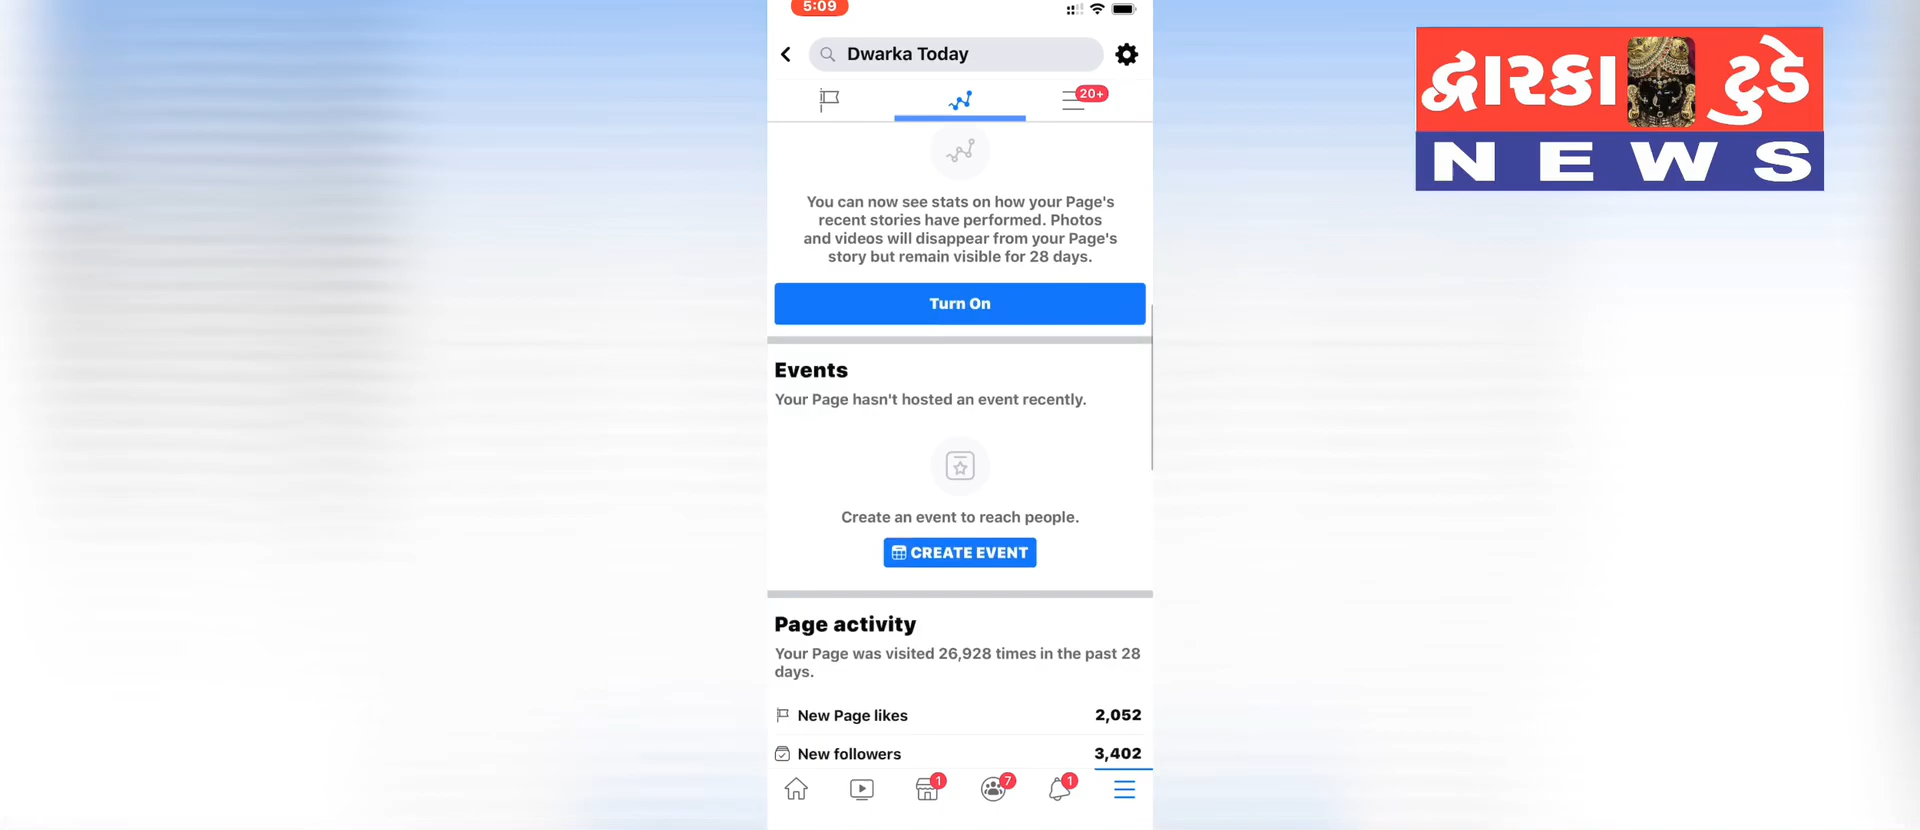 5:09
Dwarka Today
20+
You can now see stats on how your Page's
recent stories have performed. Photos
and videos will disappear from your Page's
story but remain visible for 28 days.
Turn On
Events
Your Page hasn't hosted an event recently.
Create an event to reach people.
CREATE EVENT
Page activity
Your Page was visited 26,928 times in the past 28
days.
New Page likes 2,052
New followers 3,402
1 7 1
દ્વારકા ટુડે
NEWS